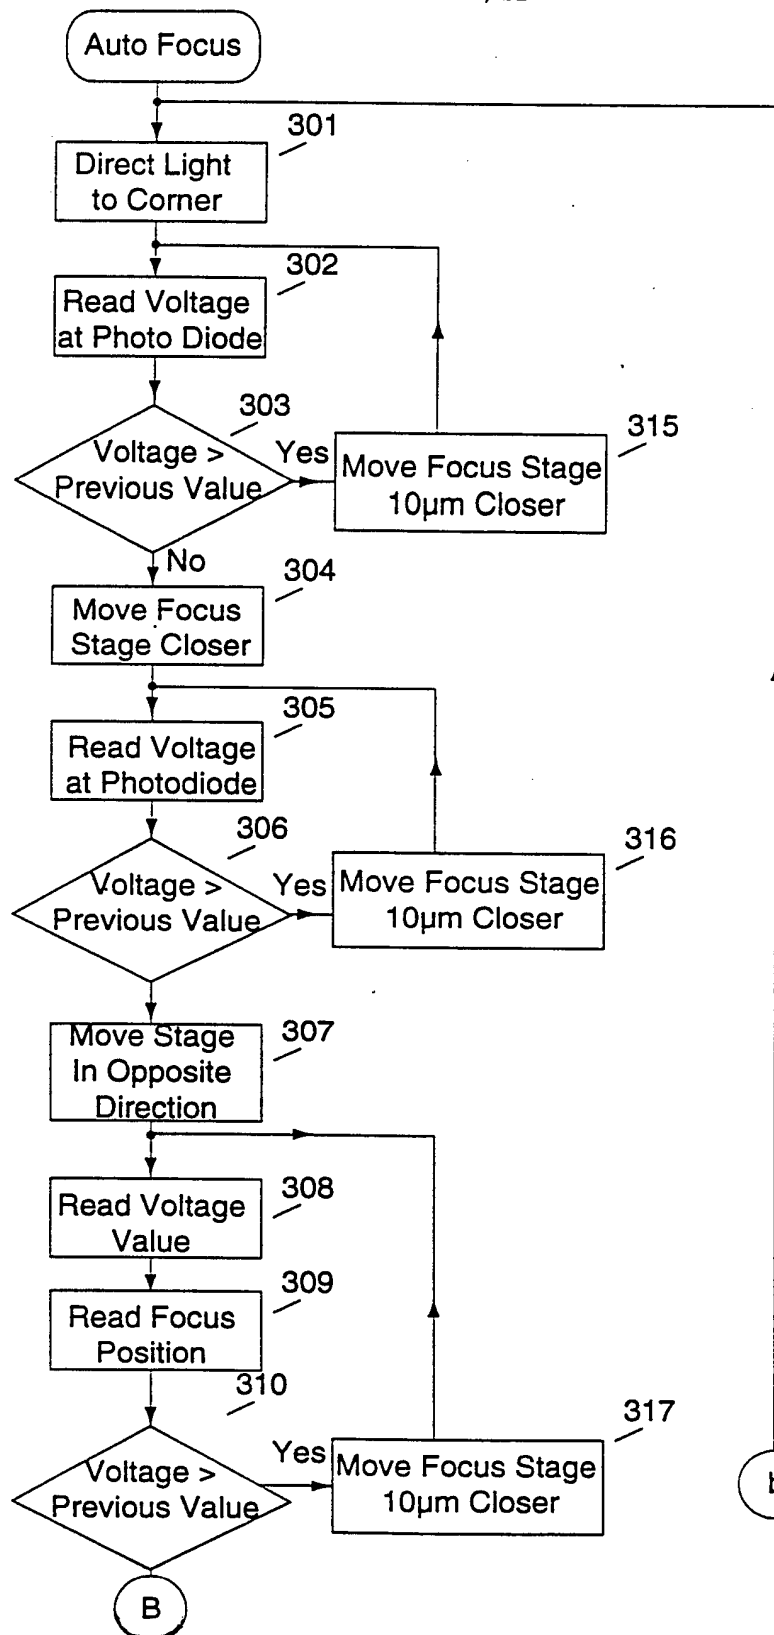 Auto Focus
301
Direct Light
to Corner
302
Read Voltage
at Photo Diode
303
Voltage >
Previous Value
Yes
315
Move Focus Stage
10µm Closer
No
304
Move Focus
Stage Closer
305
Read Voltage
at Photodiode
306
Voltage >
Previous Value
Yes
316
Move Focus Stage
10µm Closer
307
Move Stage
In Opposite
Direction
308
Read Voltage
Value
309
Read Focus
Position
310
Voltage >
Previous Value
Yes
317
Move Focus Stage
10µm Closer
B